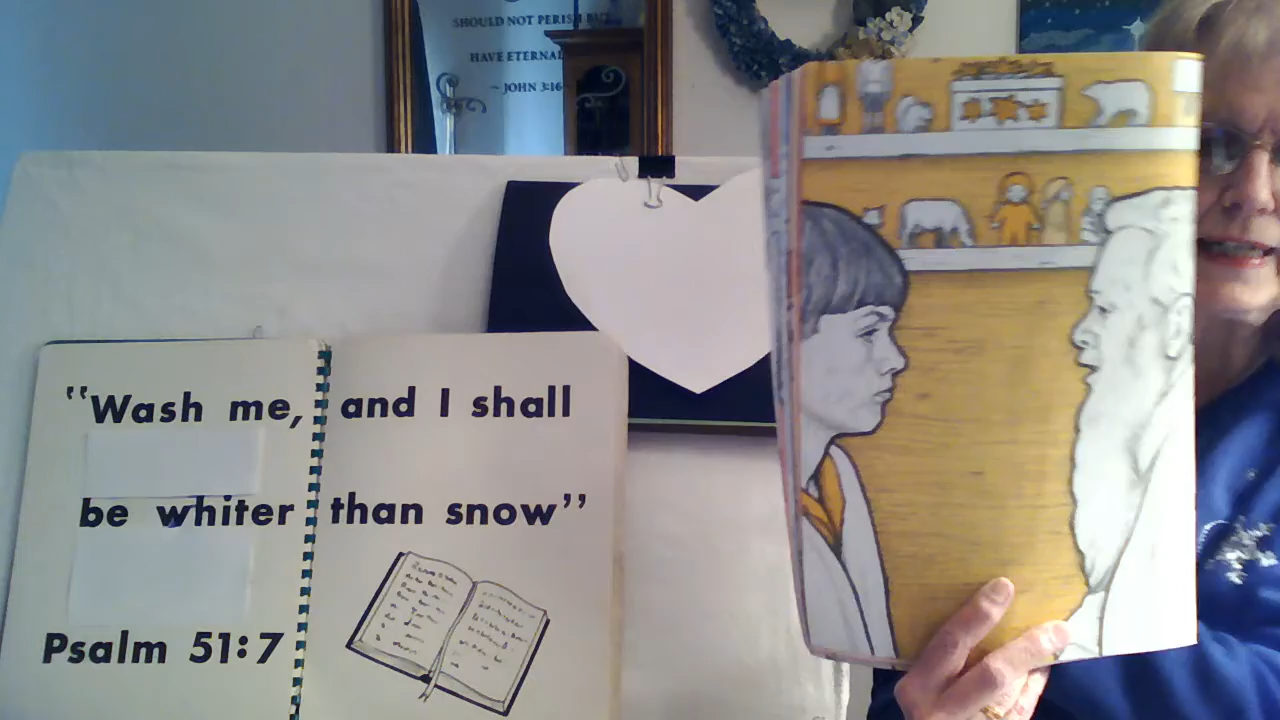 SHOULD NOT PERISH BUT
HAVE ETERNAL
~ JOHN 3:16
"Wash me, and I shall
be whiter than snow"
Psalm 51:7